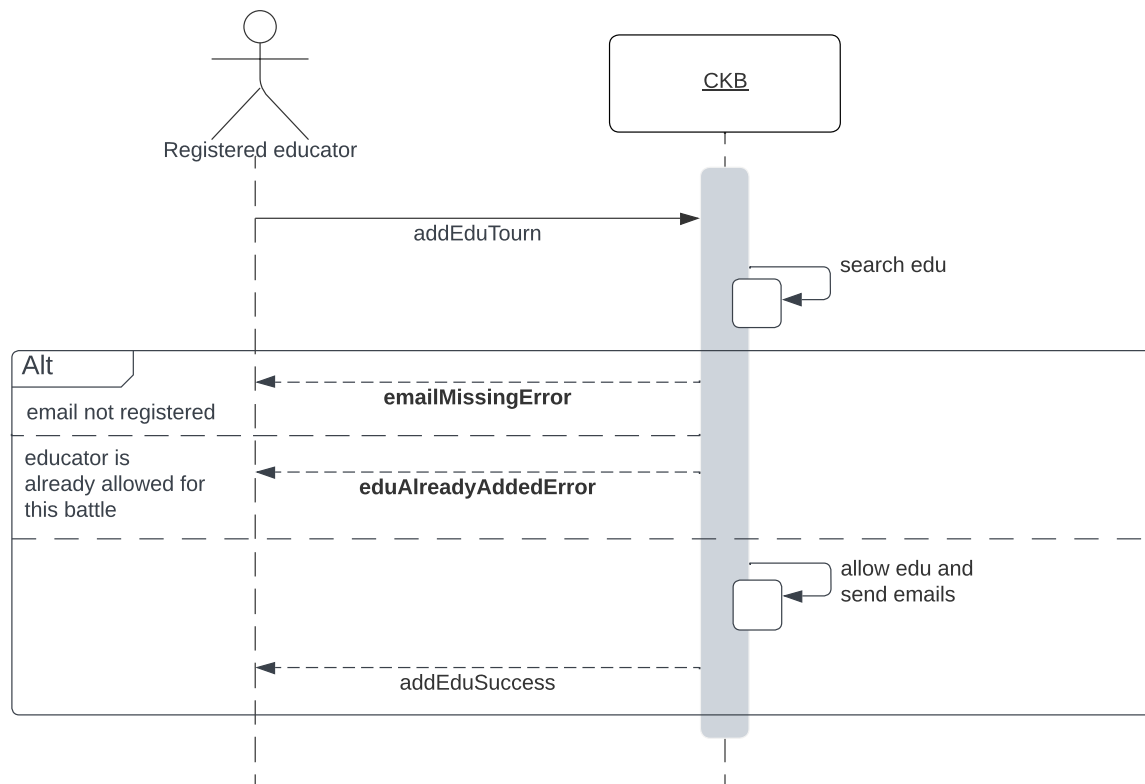 CKB
Registered educator
addEduTourn
search edu
Alt
emailMissingError
email not registered
educator is
already allowed for
this battle
eduAlreadyAddedError
allow edu and
send emails
addEduSuccess